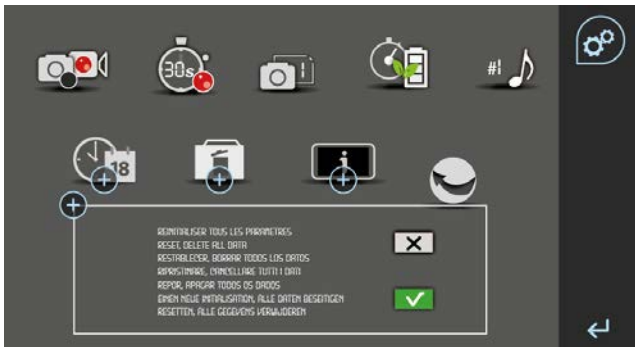 30s
#1
18
REINITIALISER TOUS LES PARAMETRES
RESET, DELETE ALL DATA
RESTABLECER, BORRAR TODOS LOS DATOS
RIPRISTINARE, CANCELLARE TUTTI I DATI
REPOR, APAGAR TODOS OS DADOS
EINEN NEUE INITIALISATION, ALLE DATEN BESEITIGEN
RESETTEN, ALLE GEGEVENS VERWIJDEREN